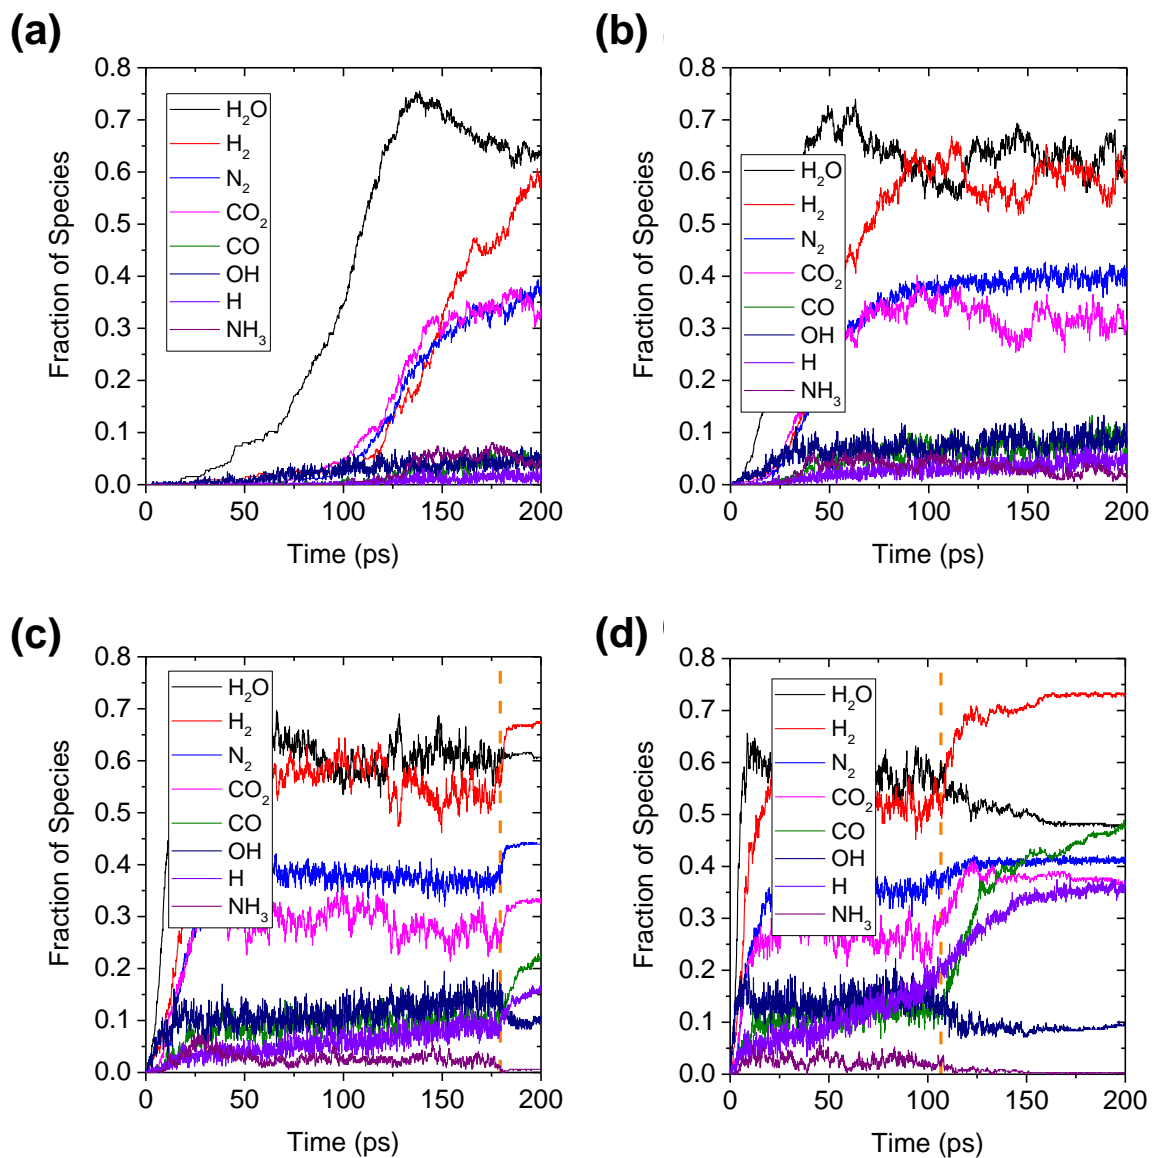 (a)
0.8
0.7
0.6
0.5
0.4
0.3
0.2
0.1
0.0
Fraction of Species
H₂O
H₂
N₂
CO₂
CO
OH
H
NH₃
0 50 100 150 200
Time (ps)
(b)
0.8
0.7
0.6
0.5
0.4
0.3
0.2
0.1
0.0
Fraction of Species
H₂O
H₂
N₂
CO₂
CO
OH
H
NH₃
0 50 100 150 200
Time (ps)
(c)
0.8
0.7
0.6
0.5
0.4
0.3
0.2
0.1
0.0
Fraction of Species
H₂O
H₂
N₂
CO₂
CO
OH
H
NH₃
0 50 100 150 200
Time (ps)
(d)
0.8
0.7
0.6
0.5
0.4
0.3
0.2
0.1
0.0
Fraction of Species
H₂O
H₂
N₂
CO₂
CO
OH
H
NH₃
0 50 100 150 200
Time (ps)